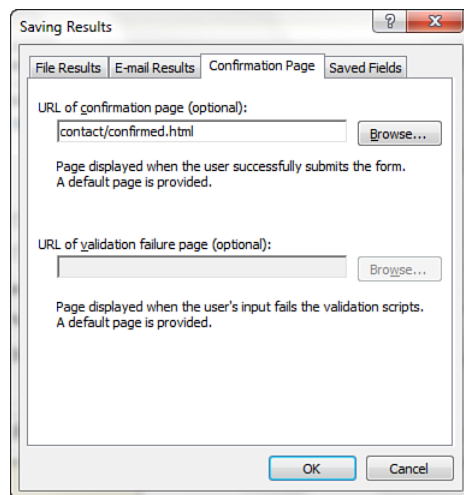 Saving Results
File Results E-mail Results Confirmation Page Saved Fields
URL of confirmation page (optional):
contact/confirmed.html Browse...
Page displayed when the user successfully submits the form.
A default page is provided.
URL of validation failure page (optional):
Browse...
Page displayed when the user's input fails the validation scripts.
A default page is provided.
OK Cancel